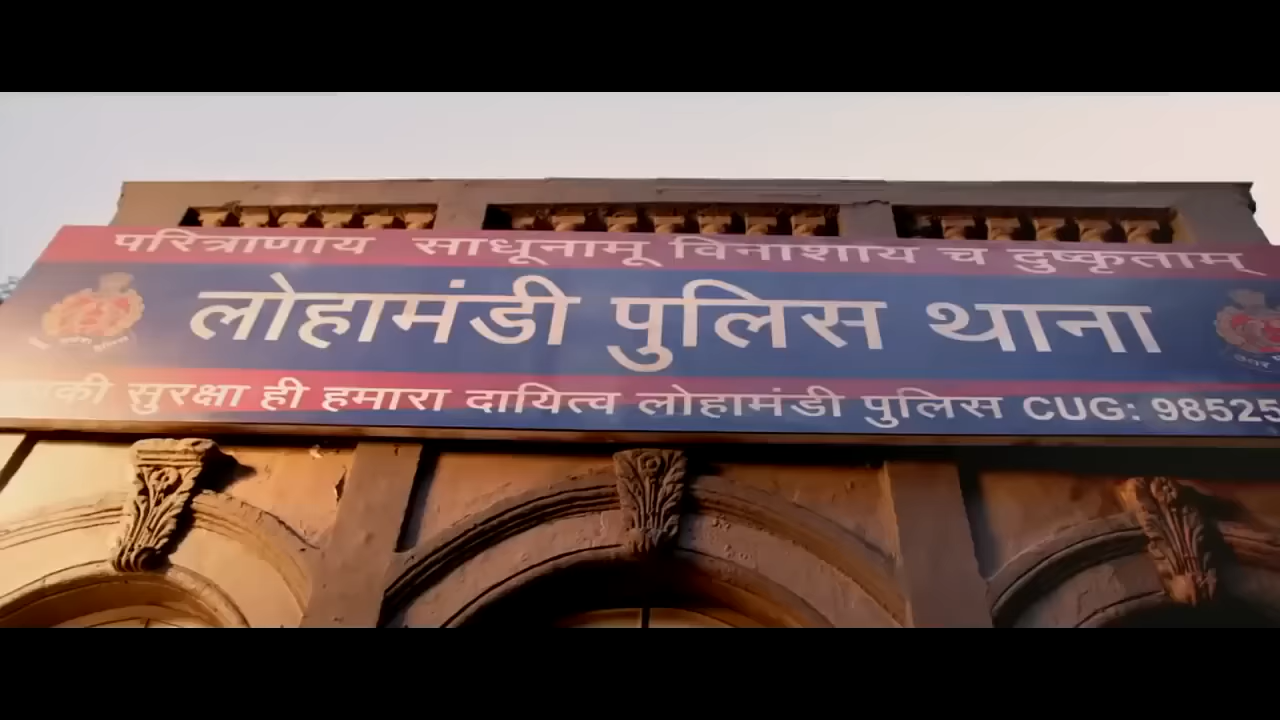 परित्राणाय साधूनामू विनाशाय च दुष्कृताम्
लोहामंडी पुलिस थाना
सुरक्षा ही हमारा दायित्व लोहामंडी पुलिस CUG: 98525